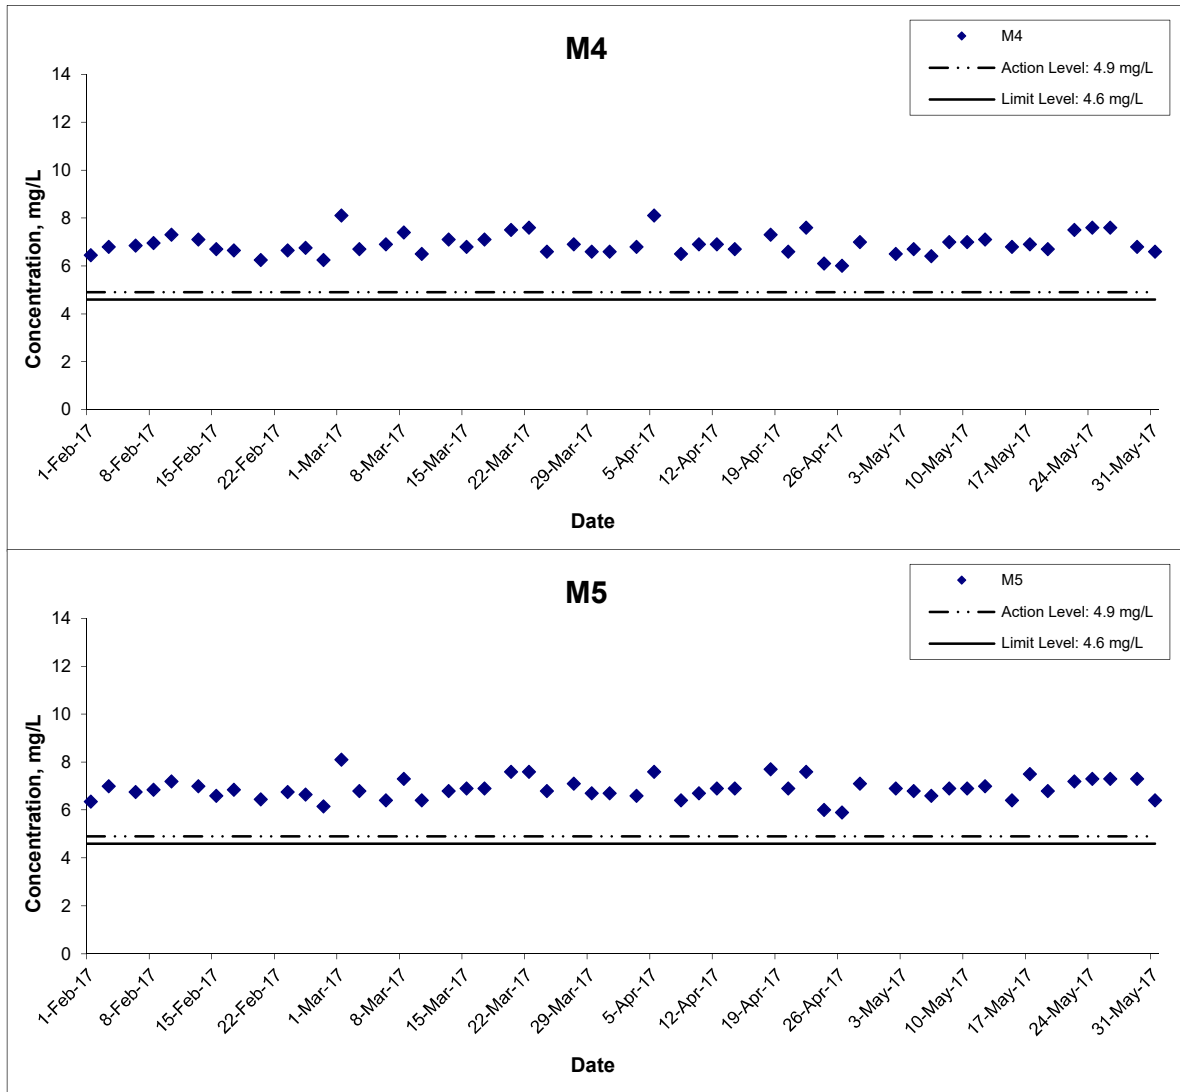 M4
M4
Action Level: 4.9 mg/L
Limit Level: 4.6 mg/L
14
12
10
8
6
4
2
0
Concentration, mg/L
1-Feb-17
8-Feb-17
15-Feb-17
22-Feb-17
1-Mar-17
8-Mar-17
15-Mar-17
22-Mar-17
29-Mar-17
5-Apr-17
12-Apr-17
19-Apr-17
26-Apr-17
3-May-17
10-May-17
17-May-17
24-May-17
31-May-17
Date
M5
M5
Action Level: 4.9 mg/L
Limit Level: 4.6 mg/L
14
12
10
8
6
4
2
0
Concentration, mg/L
1-Feb-17
8-Feb-17
15-Feb-17
22-Feb-17
1-Mar-17
8-Mar-17
15-Mar-17
22-Mar-17
29-Mar-17
5-Apr-17
12-Apr-17
19-Apr-17
26-Apr-17
3-May-17
10-May-17
17-May-17
24-May-17
31-May-17
Date